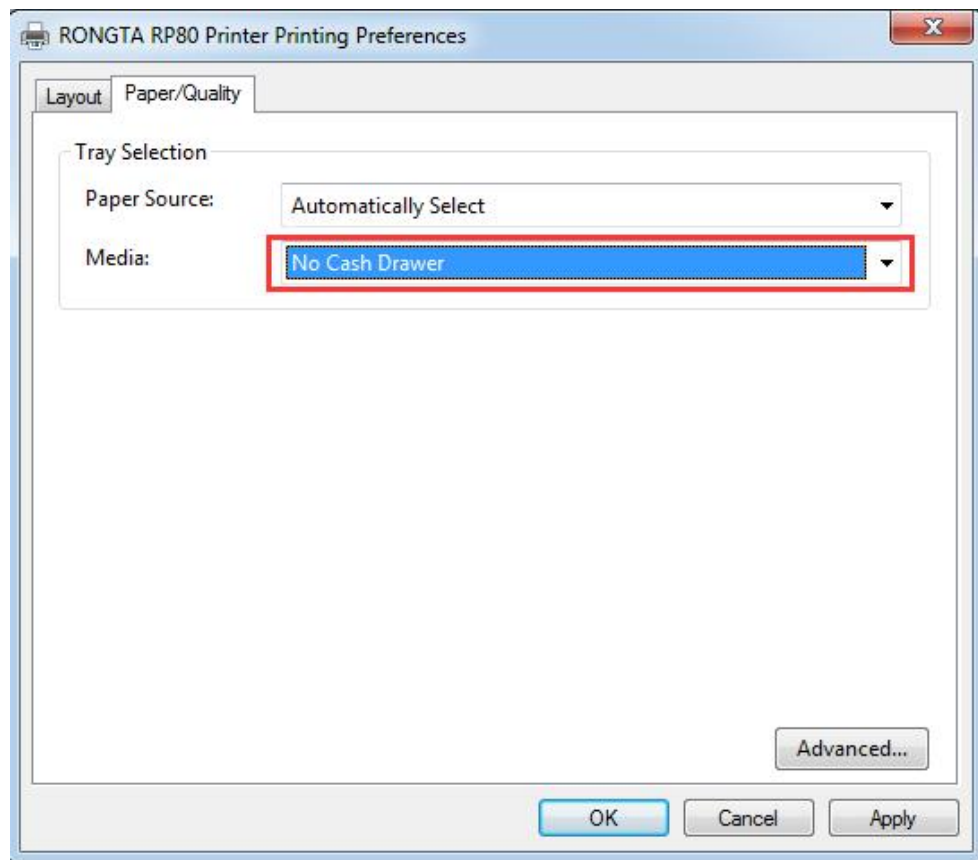 RONGTA RP80 Printer Printing Preferences
X
Layout Paper/Quality
Tray Selection
Paper Source: Automatically Select
Media: No Cash Drawer
Advanced...
OK Cancel Apply